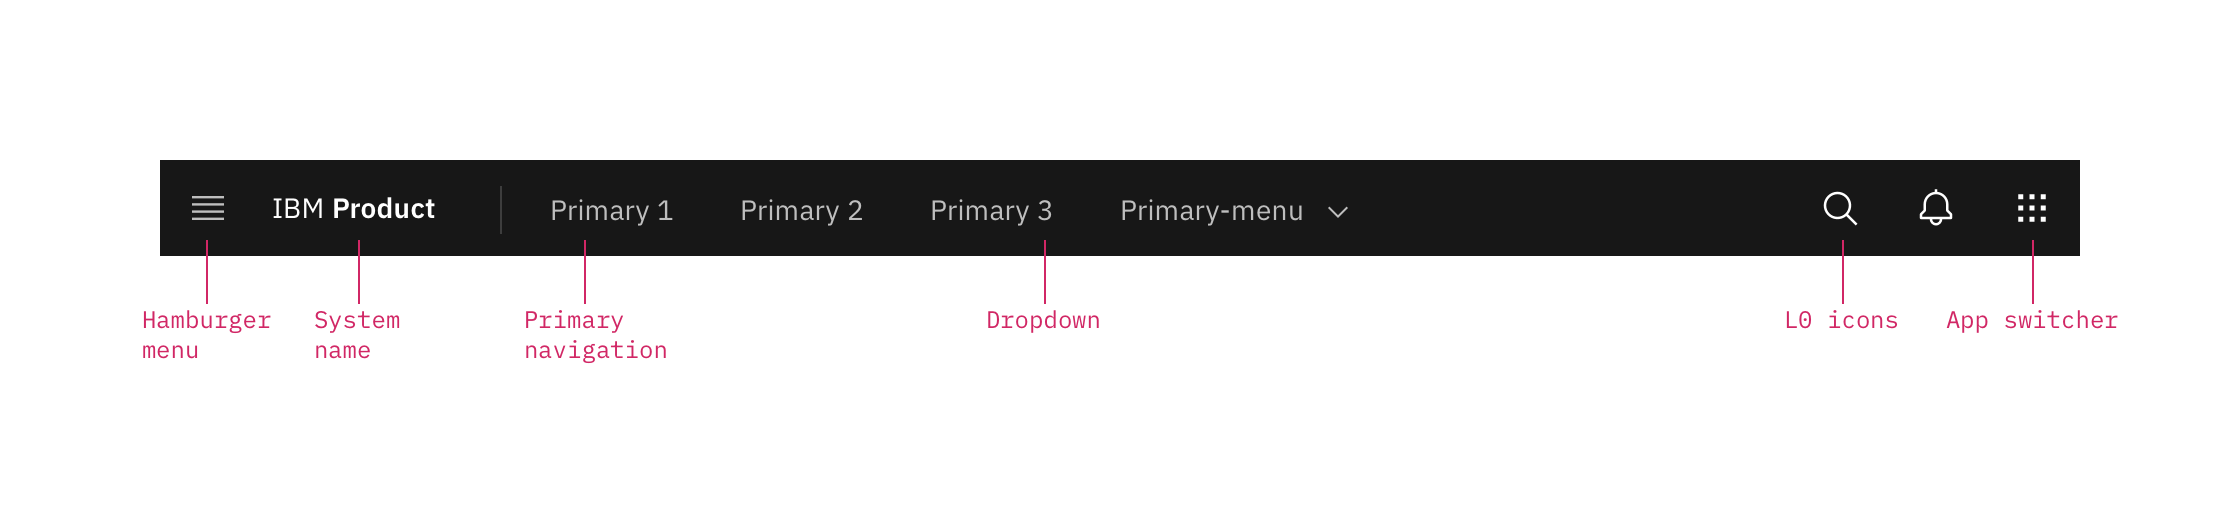 IBM Product
Primary 1
Primary 2
Primary 3
Primary-menu
Hamburger
menu
System
name
Primary
navigation
Dropdown
L0 icons
App switcher